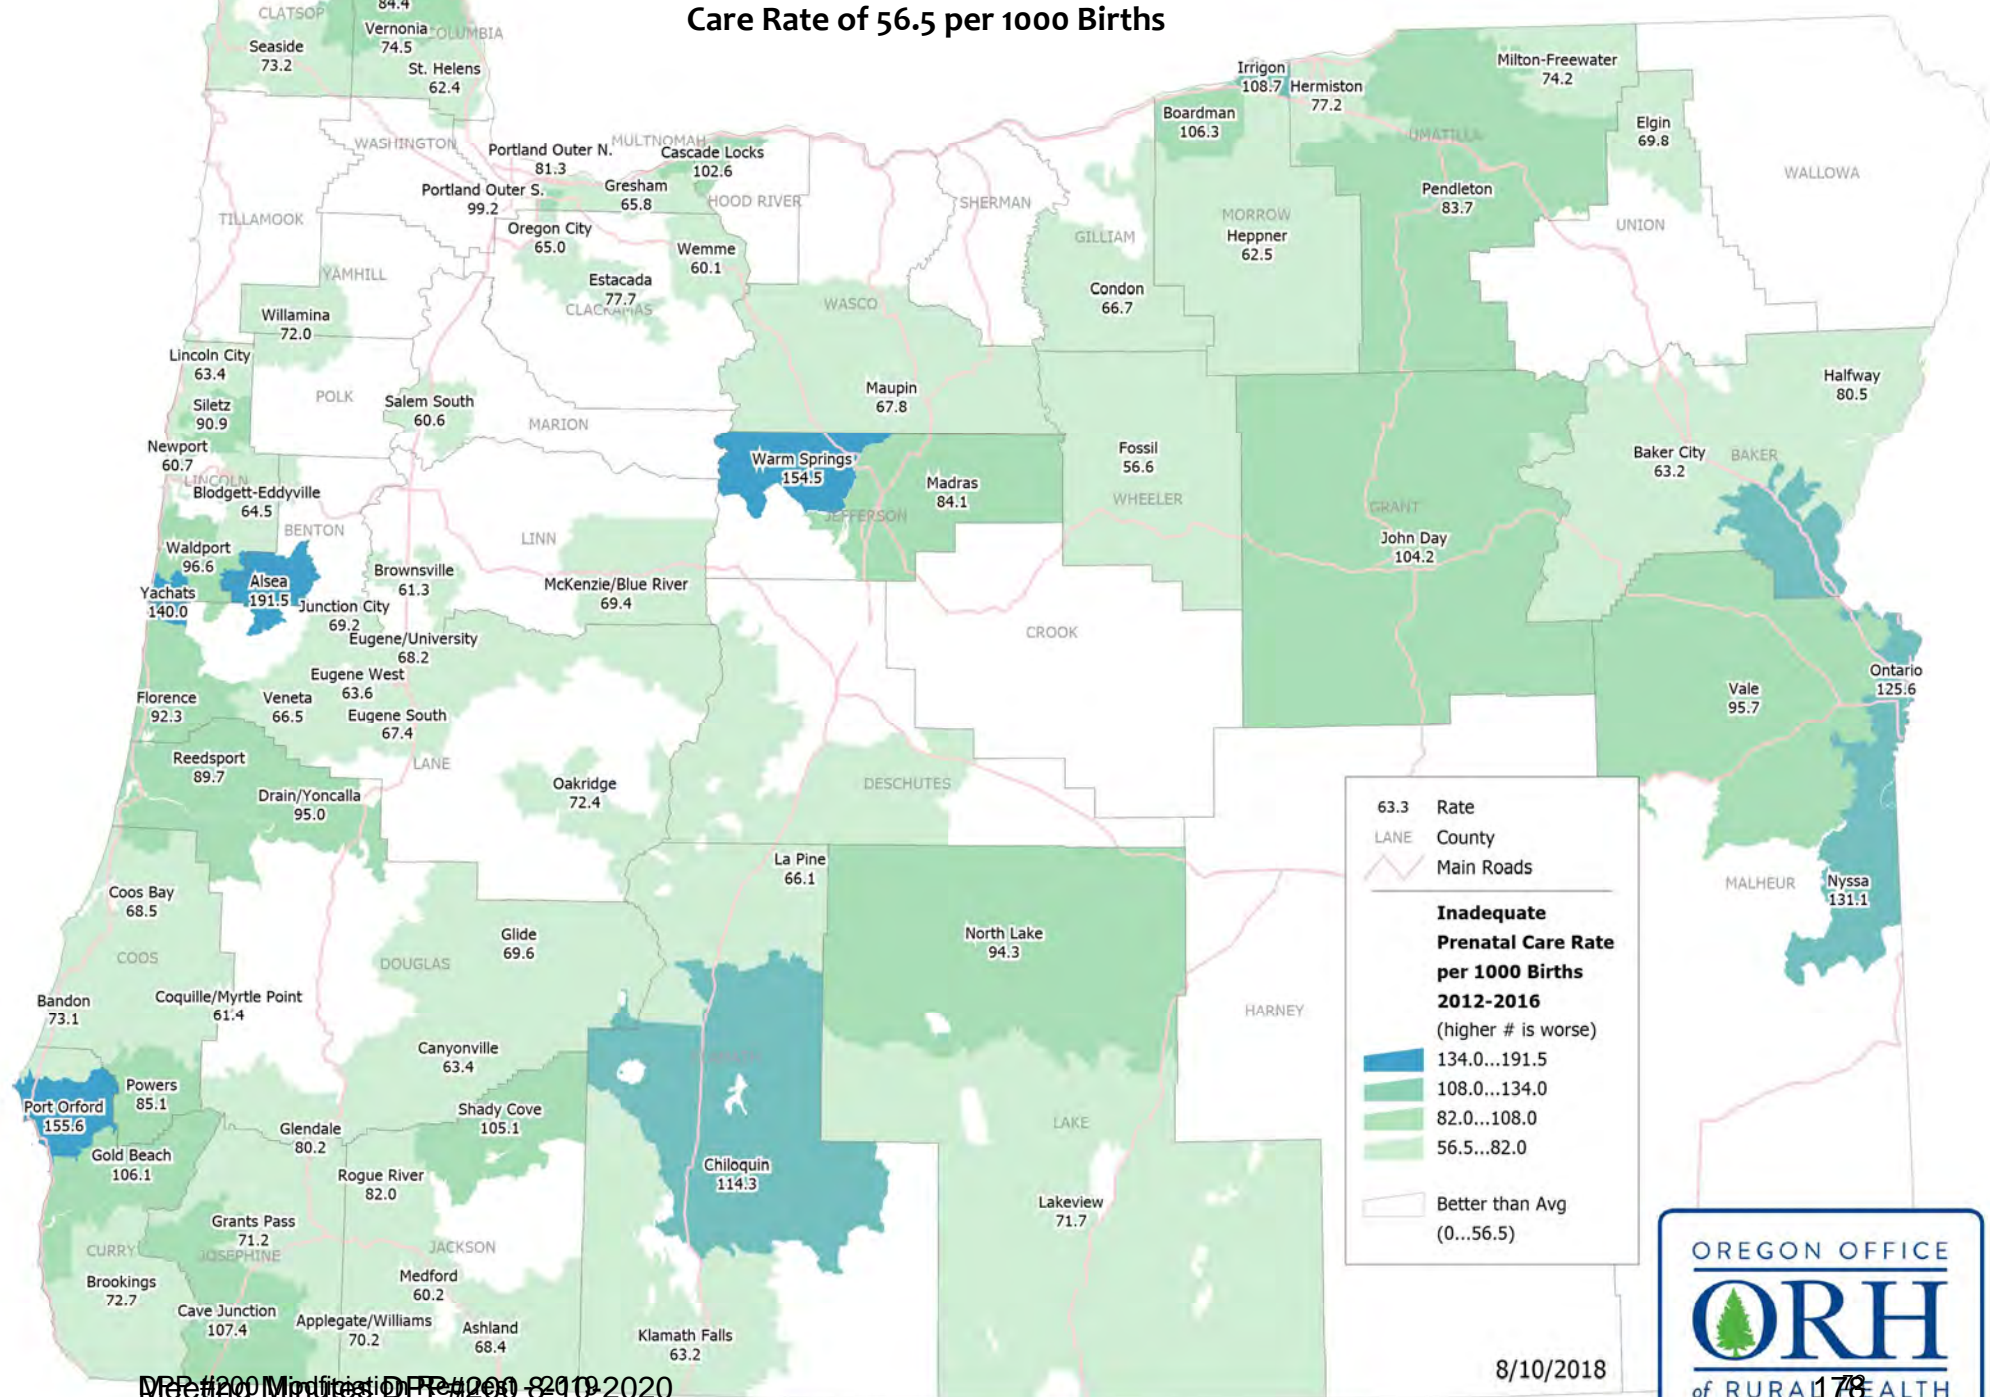 Care Rate of 56.5 per 1000 Births
CLATSOP
84.4
Vernonia
74.5
COLUMBIA
Seaside
73.2
St. Helens
62.4
Irrigon
108.7
Hermiston
77.2
Milton-Freewater
74.2
Boardman
106.3
Elgin
69.8
UMATILLA
WALLOWA
WASHINGTON
MULTNOMAH
Portland Outer N.
81.3
Cascade Locks
102.6
Portland Outer S.
99.2
Gresham
65.8
HOOD RIVER
SHERMAN
Pendleton
83.7
TILLAMOOK
Oregon City
65.0
Wemme
60.1
GILLIAM
MORROW
Heppner
62.5
UNION
YAMHILL
Estacada
77.7
CLACKAMAS
WASCO
Condon
66.7
Willamina
72.0
Lincoln City
63.4
POLK
Salem South
60.6
MARION
Maupin
67.8
Halfway
80.5
Siletz
90.9
Newport
60.7
LINCOLN
Blodgett-Eddyville
64.5
Warm Springs
154.5
Madras
84.1
JEFFERSON
Fossil
56.6
WHEELER
GRANT
John Day
104.2
Baker City
63.2
BAKER
BENTON
LINN
Waldport
96.6
Alsea
191.5
Yachats
140.0
Brownsville
61.3
McKenzie/Blue River
69.4
Junction City
69.2
Eugene/University
68.2
CROOK
Eugene West
63.6
Florence
92.3
Veneta
66.5
Eugene South
67.4
Vale
95.7
Ontario
125.6
Reedsport
89.7
LANE
Drain/Yoncalla
95.0
Oakridge
72.4
DESCHUTES
La Pine
66.1
Coos Bay
68.5
COOS
Glide
69.6
DOUGLAS
North Lake
94.3
MALHEUR
Nyssa
131.1
Bandon
73.1
Coquille/Myrtle Point
61.4
HARNEY
Canyonville
63.4
Powers
85.1
Port Orford
155.6
Shady Cove
105.1
Glendale
80.2
Gold Beach
106.1
Rogue River
82.0
Chiloquin
114.3
LAKE
Lakeview
71.7
Grants Pass
71.2
CURRY
JOSEPHINE
JACKSON
Brookings
72.7
Medford
60.2
Cave Junction
107.4
Applegate/Williams
70.2
Ashland
68.4
Klamath Falls
63.2
63.3 Rate
LANE County
Main Roads
Inadequate
Prenatal Care Rate
per 1000 Births
2012-2016
(higher # is worse)
134.0...191.5
108.0...134.0
82.0...108.0
56.5...82.0
Better than Avg
(0...56.5)
8/10/2018
OREGON OFFICE
ORH
of RURAL HEALTH